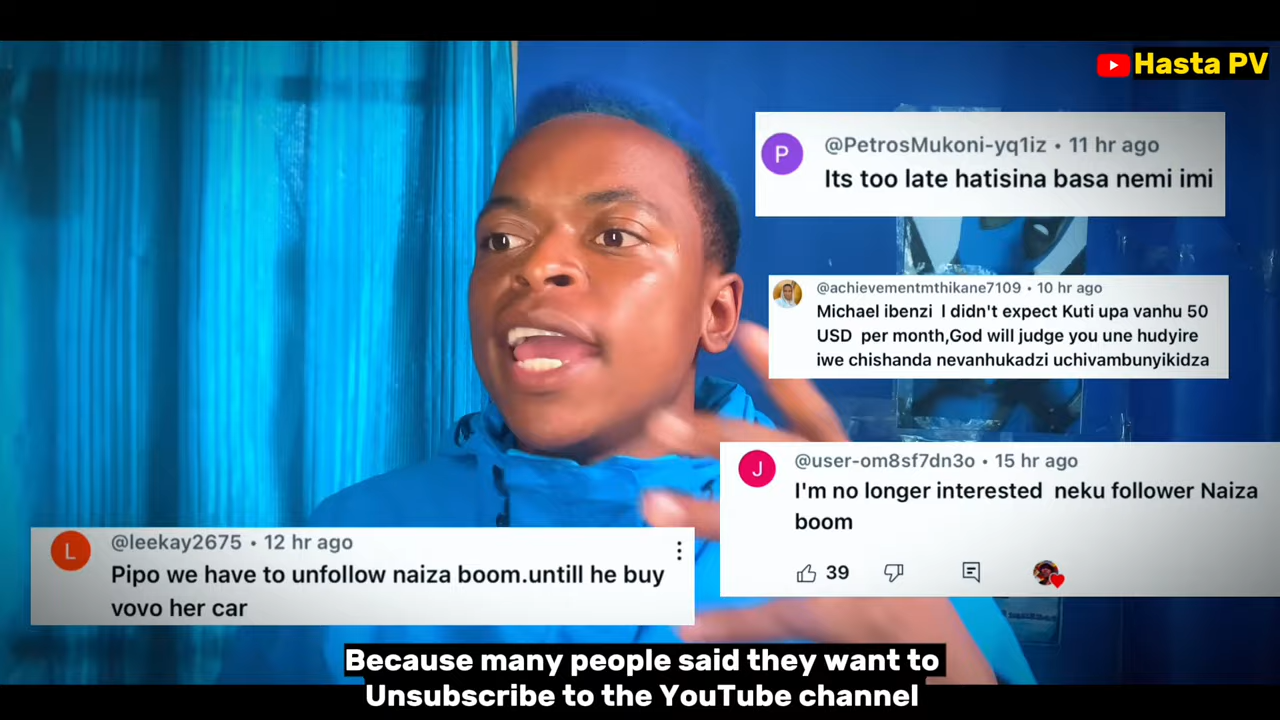 Hasta PV
@PetrosMukoni-yq1iz • 11 hr ago
Its too late hatisina basa nemi imi
@achievementmthikane7109 • 10 hr ago
Michael ibenzi I didn't expect Kuti upa vanhu 50
USD per month,God will judge you une hudyire
iwe chishanda nevanhukadzi uchivambunyikidza
@user-om8sf7dn3o • 15 hr ago
I'm no longer interested neku follower Naiza
boom
39
@leekay2675 • 12 hr ago
Pipo we have to unfollow naiza boom.untill he buy
vovo her car
Because many people said they want to
Unsubscribe to the YouTube channel